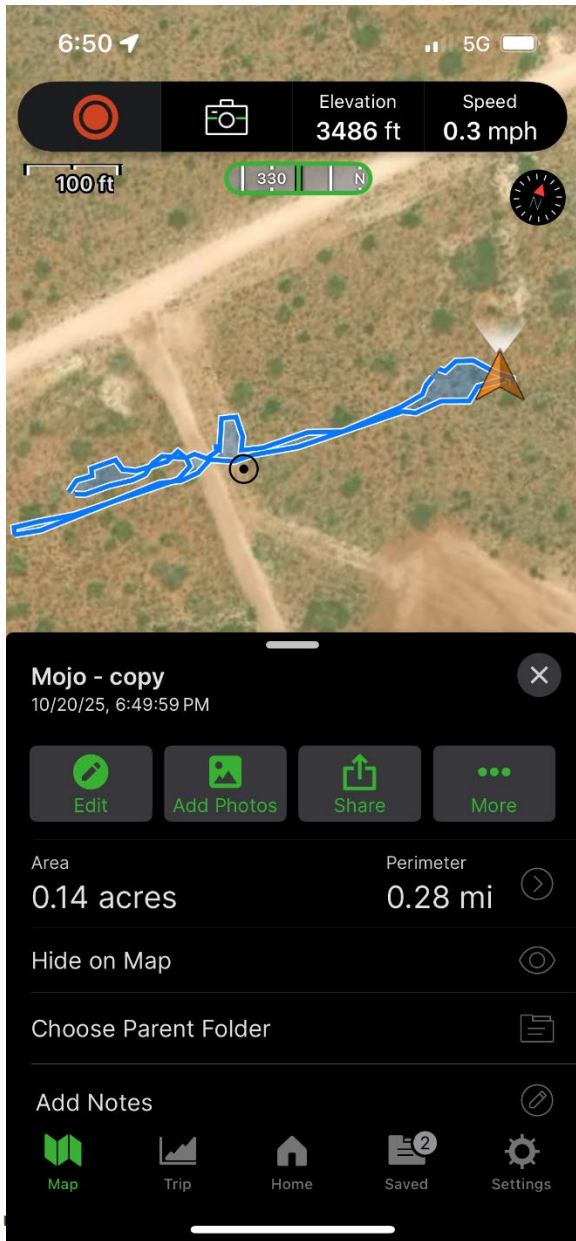 6:50 5G
Elevation Speed
3486 ft 0.3 mph
100 ft 330 N
N
Mojo - copy
10/20/25, 6:49:59 PM
Edit Add Photos Share More
Area Perimeter
0.14 acres 0.28 mi
Hide on Map
Choose Parent Folder
Add Notes
2
Map Trip Home Saved Settings